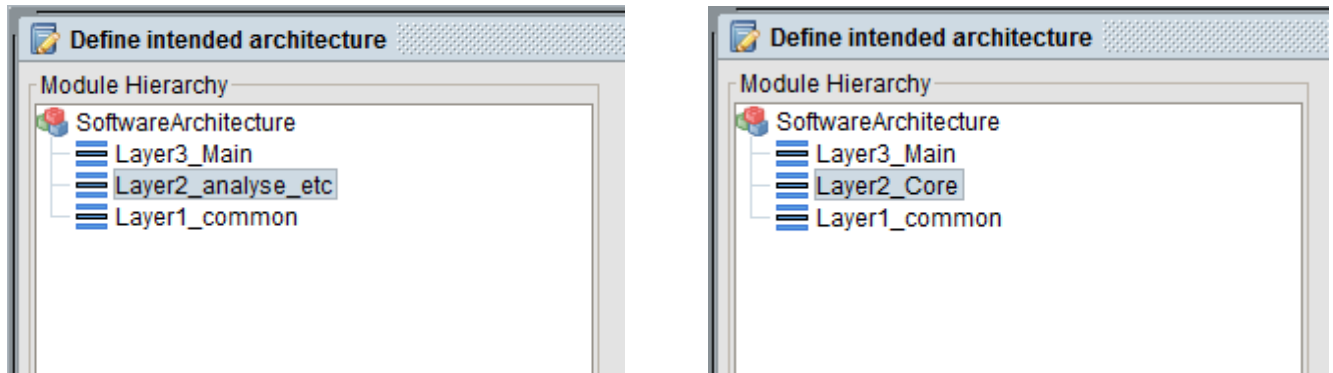 Define intended architecture
Module Hierarchy
SoftwareArchitecture
Layer3_Main
Layer2_analyse_etc
Layer1_common
Define intended architecture
Module Hierarchy
SoftwareArchitecture
Layer3_Main
Layer2_Core
Layer1_common